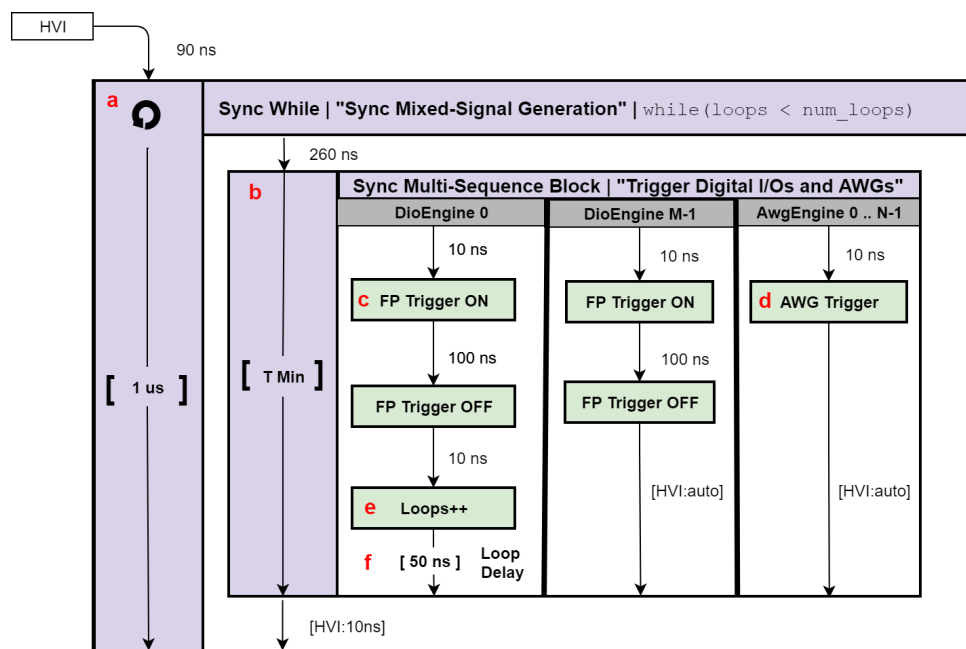 HVI
90 ns
a
Sync While | "Sync Mixed-Signal Generation" | while(loops < num_loops)
260 ns
b
Sync Multi-Sequence Block | "Trigger Digital I/Os and AWGs"
DioEngine 0
DioEngine M-1
AwgEngine 0 .. N-1
10 ns
10 ns
10 ns
c FP Trigger ON
FP Trigger ON
d AWG Trigger
100 ns
100 ns
[ 1 us ]
[ T Min ]
FP Trigger OFF
FP Trigger OFF
10 ns
[HVI:auto]
[HVI:auto]
e Loops++
f [ 50 ns ] Loop
Delay
[HVI:10ns]